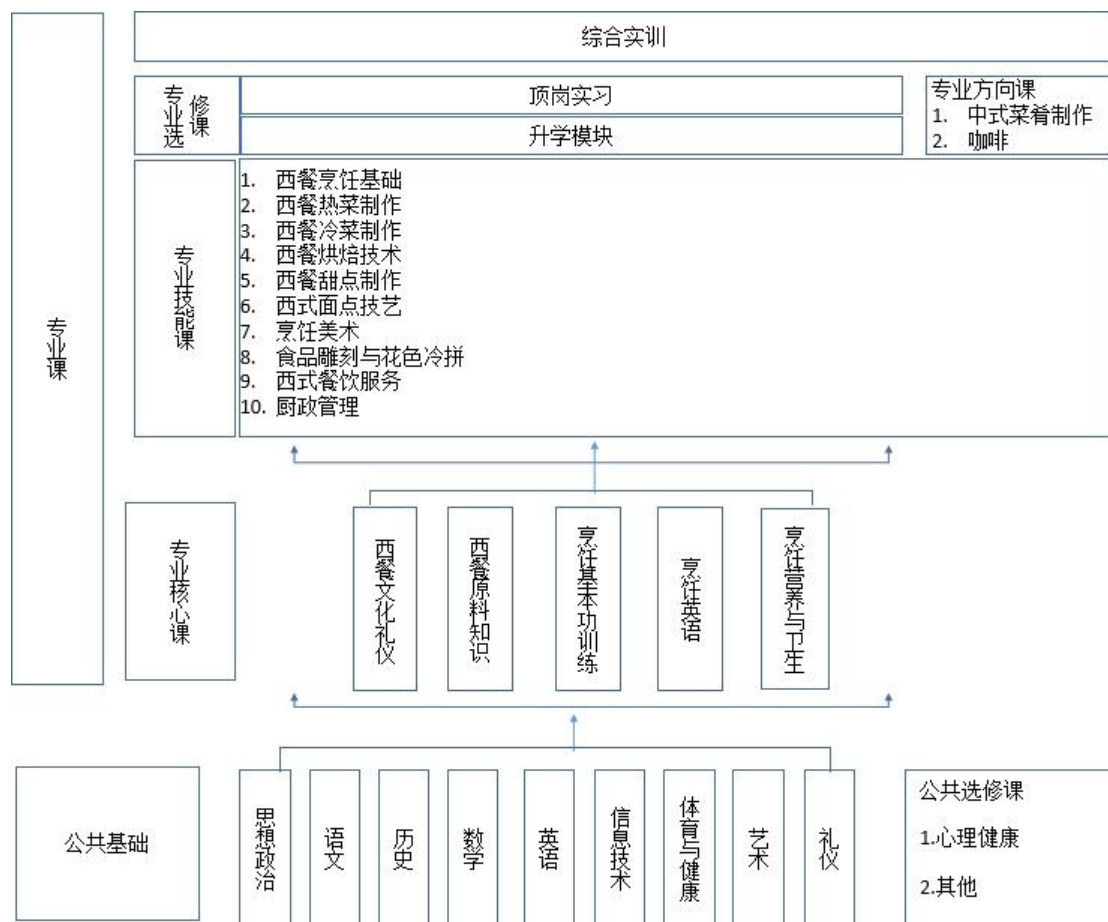 综合实训
专业选修课
顶岗实习
升学模块
专业方向课
1. 中式菜肴制作
2. 咖啡
专业课
专业技能课
1. 西餐烹饪基础
2. 西餐热菜制作
3. 西餐冷菜制作
4. 西餐烘焙技术
5. 西餐甜点制作
6. 西式面点技艺
7. 烹饪美术
8. 食品雕刻与花色冷拼
9. 西式餐饮服务
10. 厨政管理
专业核心课
西餐文化礼仪
西餐原料知识
烹饪基本功训练
烹饪英语
烹饪营养与卫生
公共基础
思想政治
语文
历史
数学
英语
信息技术
体育与健康
艺术
礼仪
公共选修课
1.心理健康
2.其他